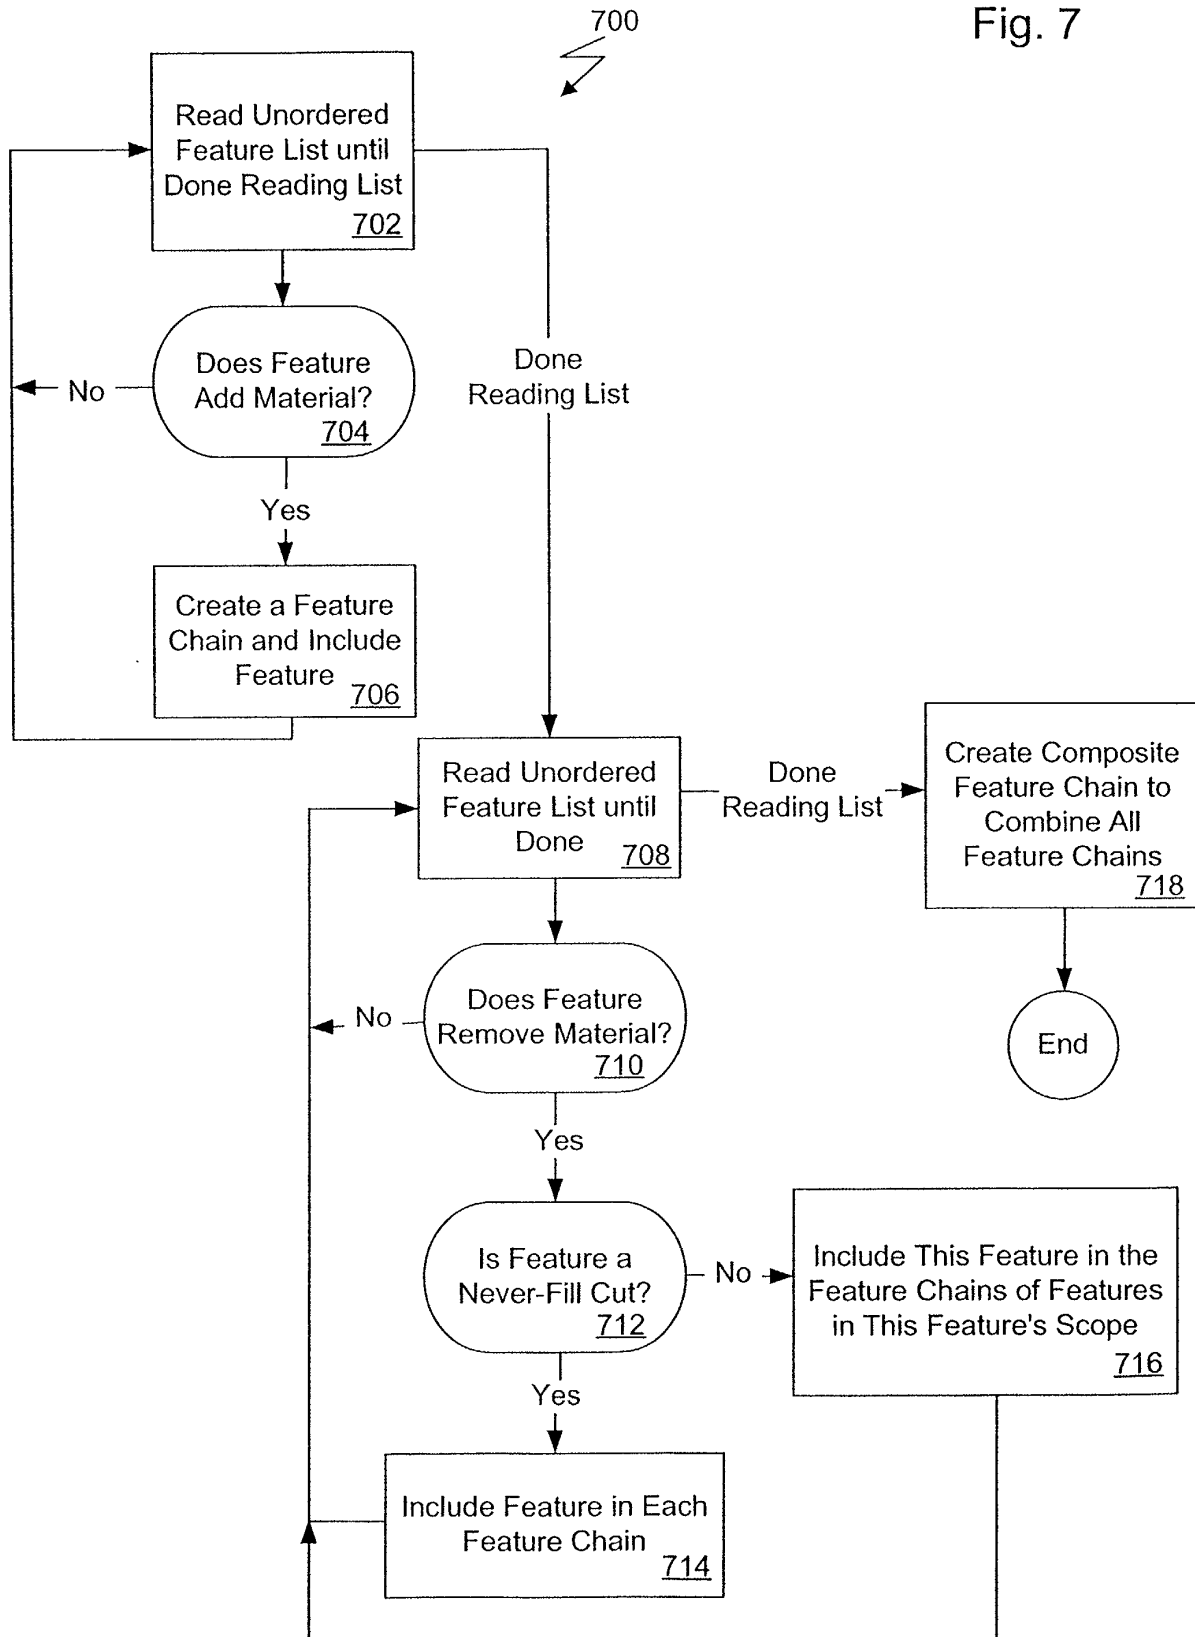 700
Fig. 7
Read Unordered
Feature List until
Done Reading List
702
Does Feature
Add Material?
704
No
Done
Reading List
Yes
Create a Feature
Chain and Include
Feature
706
Read Unordered
Feature List until
Done
708
Done
Reading List
Create Composite
Feature Chain to
Combine All
Feature Chains
718
Does Feature
Remove Material?
710
No
End
Yes
Is Feature a
Never-Fill Cut?
712
No
Include This Feature in the
Feature Chains of Features
in This Feature's Scope
716
Yes
Include Feature in Each
Feature Chain
714